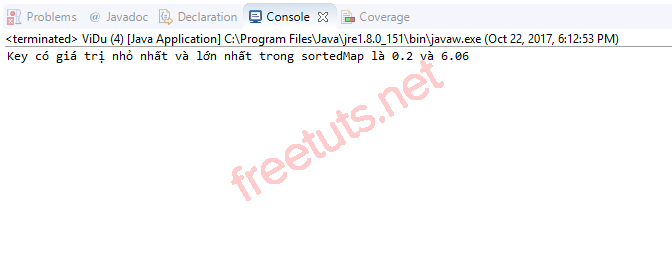 Problems @ Javadoc Declaration Console Coverage
<terminated> ViDu (4) [Java Application] C:\Program Files\Java\jre1.8.0_151\bin\javaw.exe (Oct 22, 2017, 6:12:53 PM)
Key có giá trị nhỏ nhất và lớn nhất trong sortedMap là 0.2 và 6.06
freetuts.net